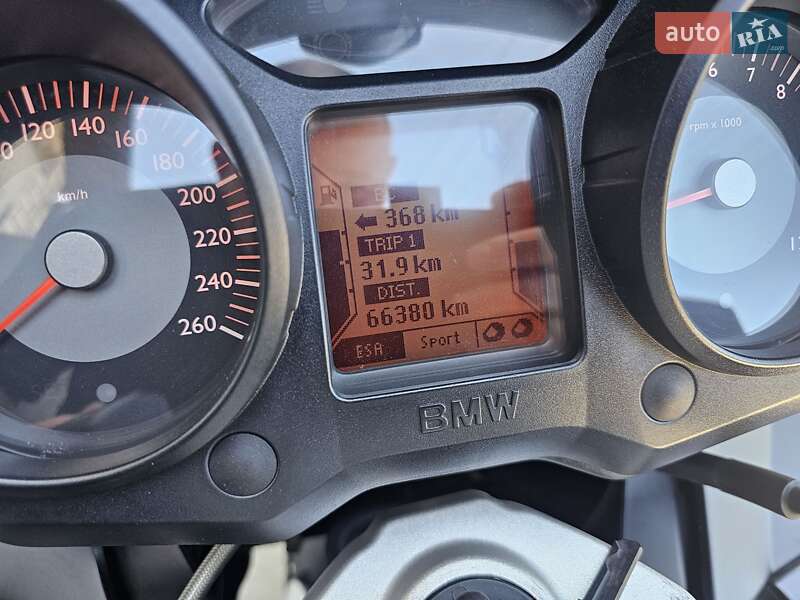 auto RIA .com
120 140 160 180 200 220 240 260
km/h
6 7 8
rpm x 1000
368 km
TRIP 1
31.9 km
DIST.
66380 km
ESA Sport
BMW